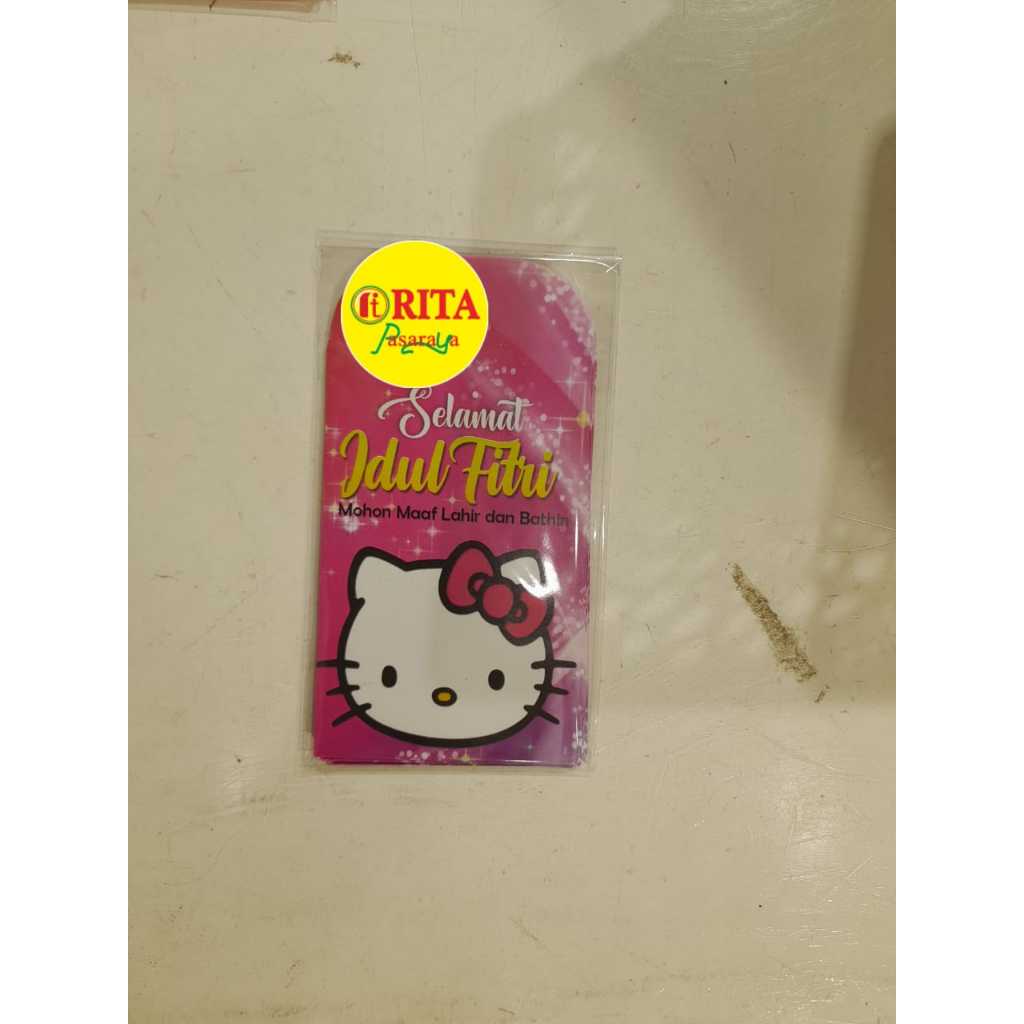 RITA
Pasaraya
Selamat
Idul Fitri
Mohon Maaf Lahir dan Bathin